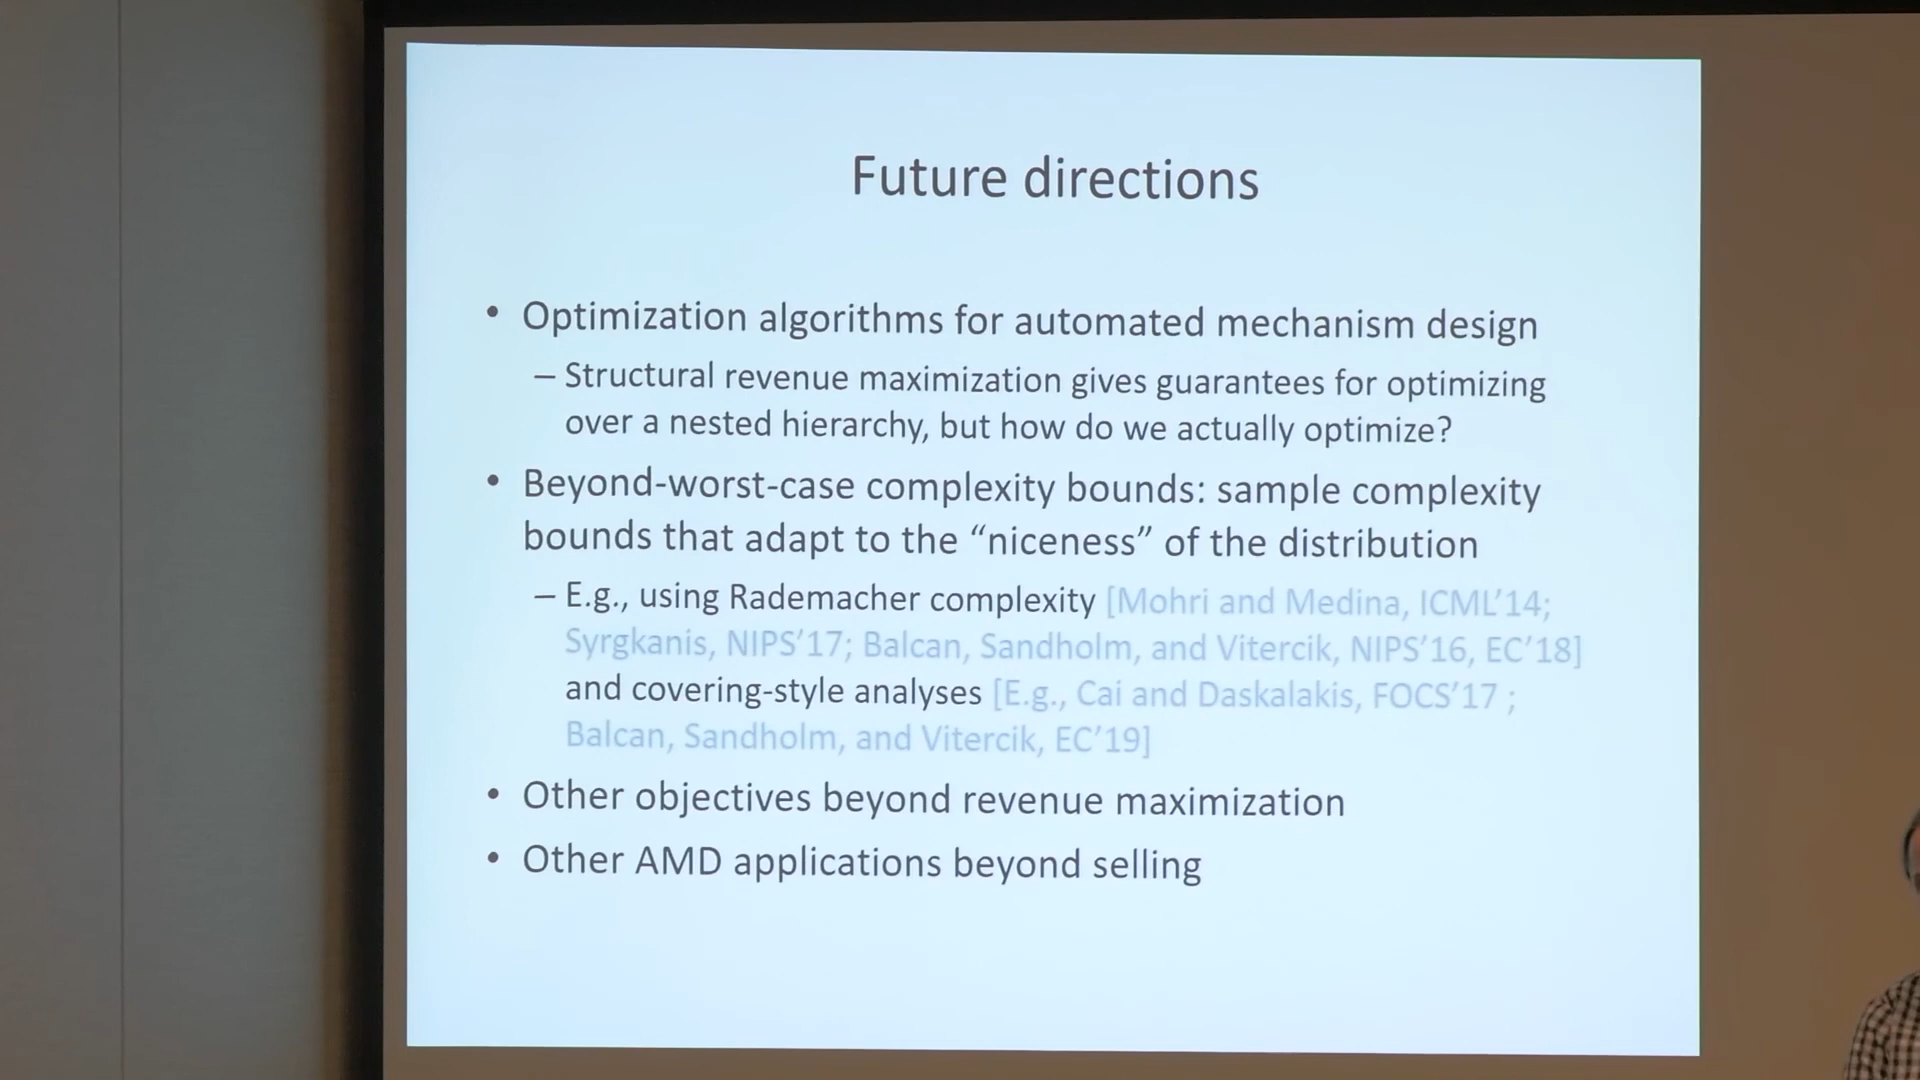 Future directions
• Optimization algorithms for automated mechanism design
– Structural revenue maximization gives guarantees for optimizing
over a nested hierarchy, but how do we actually optimize?
• Beyond-worst-case complexity bounds: sample complexity
bounds that adapt to the “niceness” of the distribution
– E.g., using Rademacher complexity [Mohri and Medina, ICML’14;
Syrgkanis, NIPS’17; Balcan, Sandholm, and Vitercik, NIPS’16, EC’18]
and covering-style analyses [E.g., Cai and Daskalakis, FOCS’17 ;
Balcan, Sandholm, and Vitercik, EC’19]
• Other objectives beyond revenue maximization
• Other AMD applications beyond selling